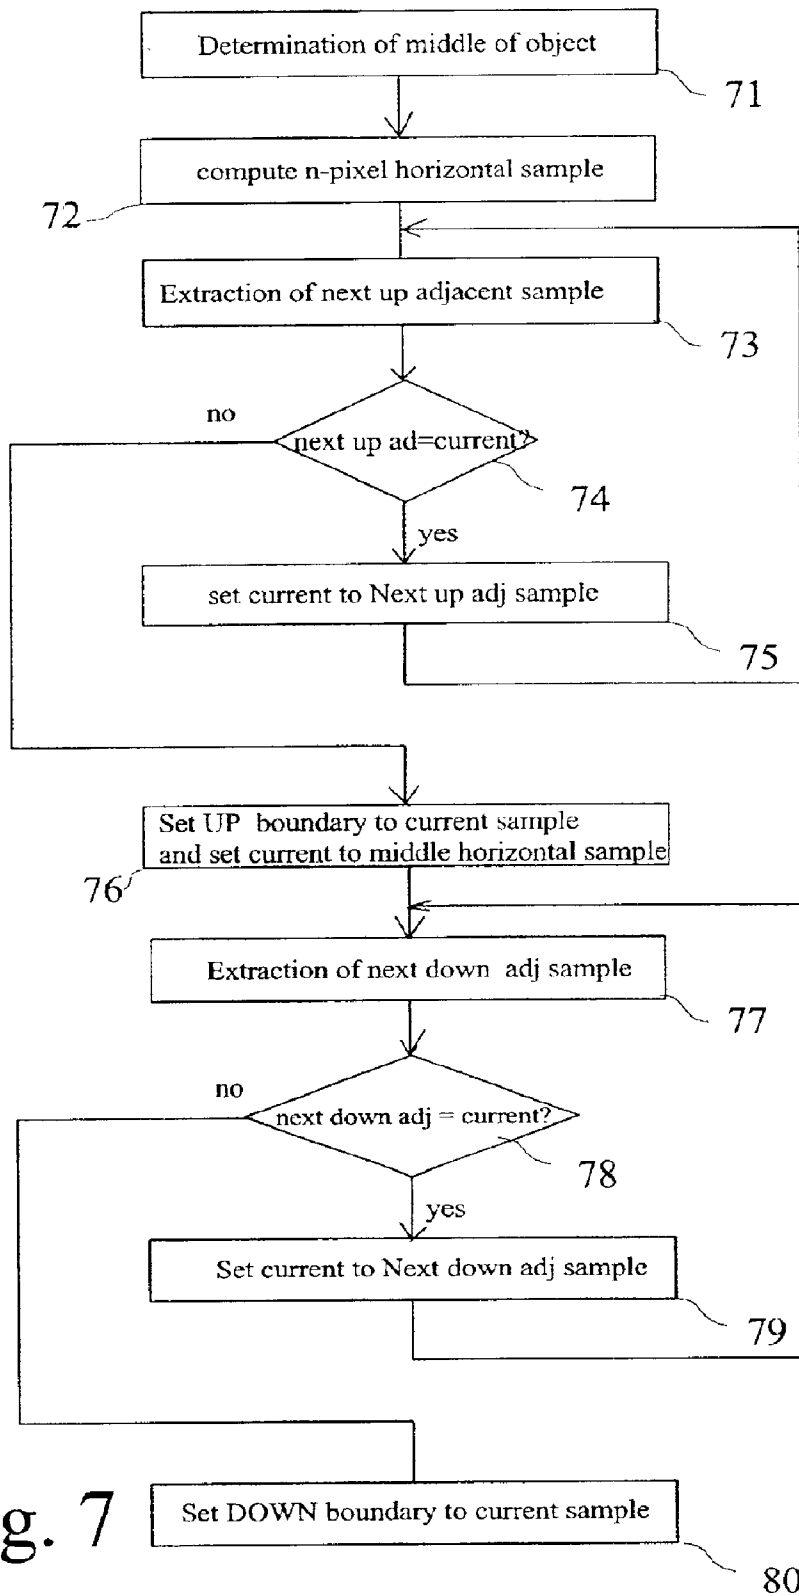 Determination of middle of object
71
compute n-pixel horizontal sample
72
Extraction of next up adjacent sample
73
no
next up ad=current?
74
yes
set current to Next up adj sample
75
Set UP boundary to current sample
and set current to middle horizontal sample
76
Extraction of next down adj sample
77
no
next down adj = current?
78
yes
Set current to Next down adj sample
79
g. 7
Set DOWN boundary to current sample
80